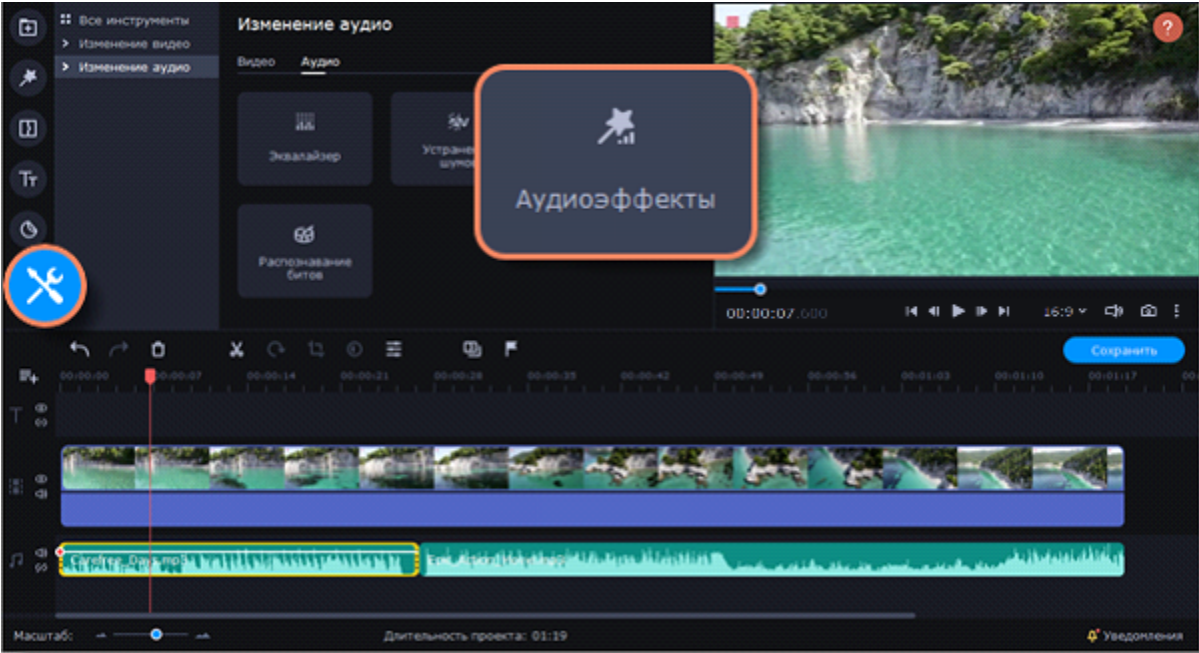 Все инструменты
Изменение видео
Изменение аудио
Изменение аудио
Видео Аудио
Эквалайзер
Распознавание
битов
Аудиоэффекты
?
00:00:07.600
16:9
Сохранить
00:00:00 00:00:07 00:00:14 00:00:21 00:00:28 00:00:35 00:00:42 00:00:49 00:00:56 00:01:03 00:01:10 00:01:17
Carefree_Days.mp3
Масштаб:
Длительность проекта: 01:19
Уведомления